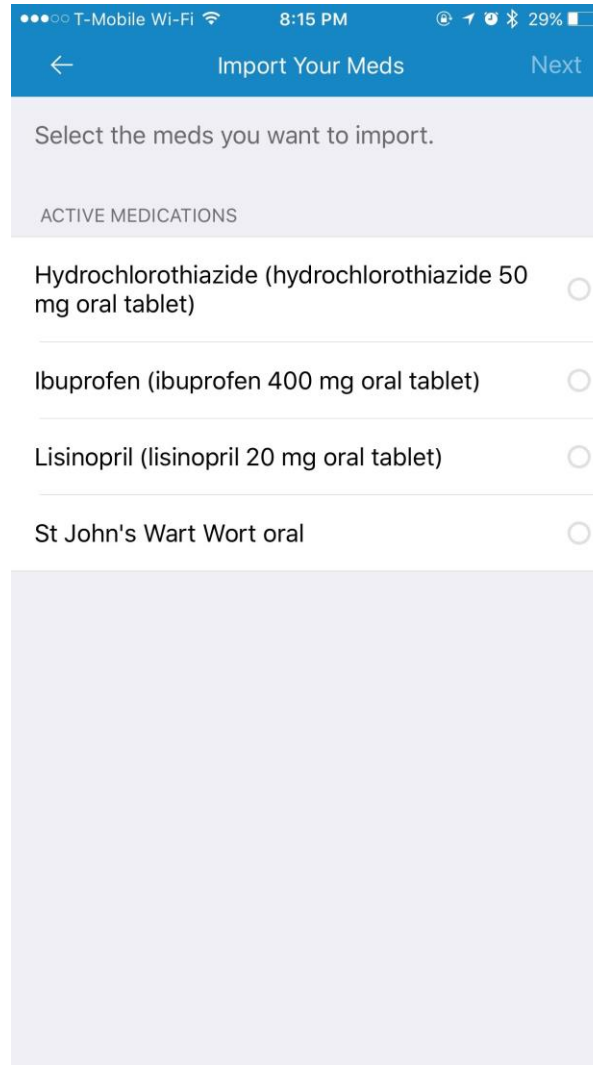 T-Mobile Wi-Fi 8:15 PM 29%
Import Your Meds Next
Select the meds you want to import.
ACTIVE MEDICATIONS
Hydrochlorothiazide (hydrochlorothiazide 50
mg oral tablet)
Ibuprofen (ibuprofen 400 mg oral tablet)
Lisinopril (lisinopril 20 mg oral tablet)
St John's Wart Wort oral